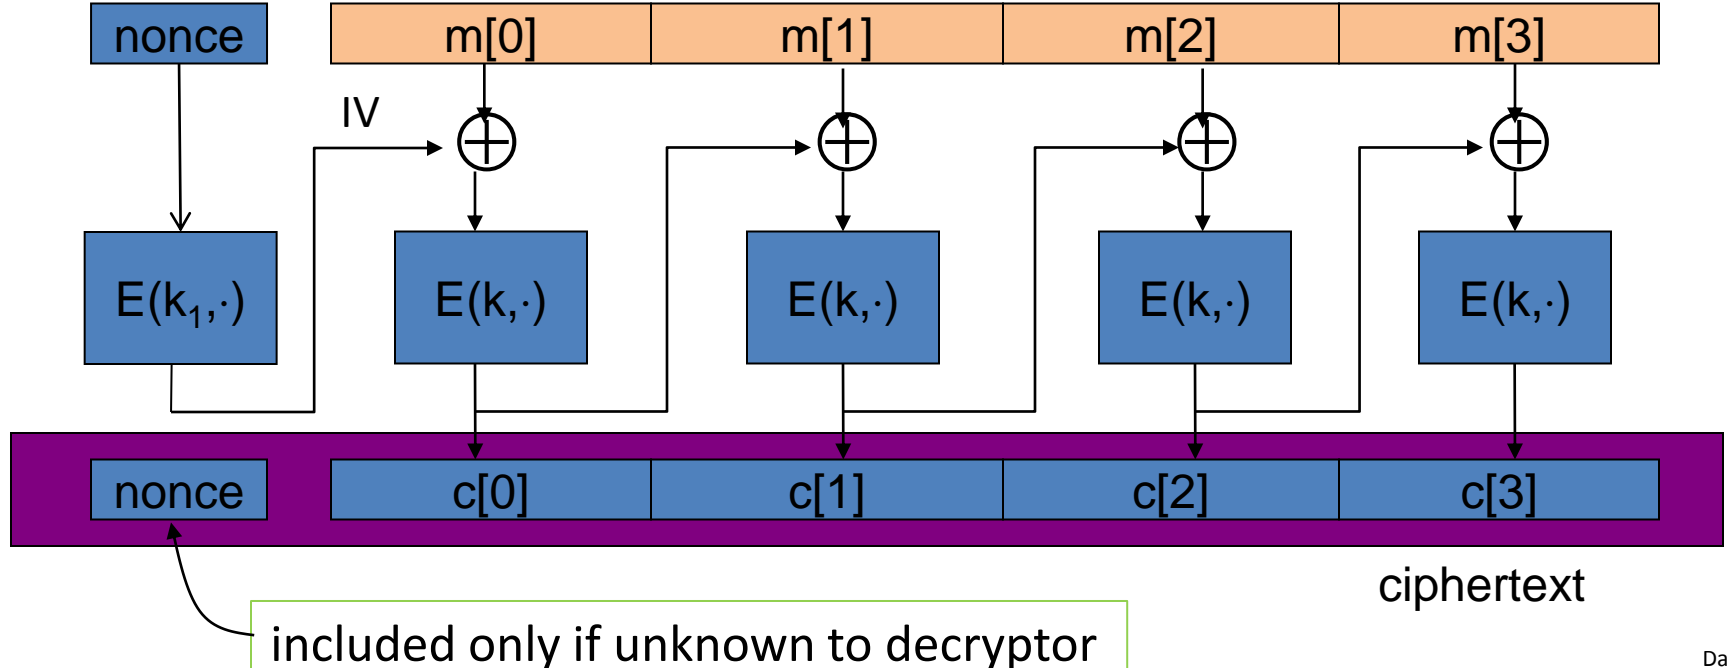 nonce m[0] m[1] m[2] m[3]
IV
E(k₁,·) E(k,·) E(k,·) E(k,·) E(k,·)
nonce c[0] c[1] c[2] c[3]
ciphertext
included only if unknown to decryptor
Da